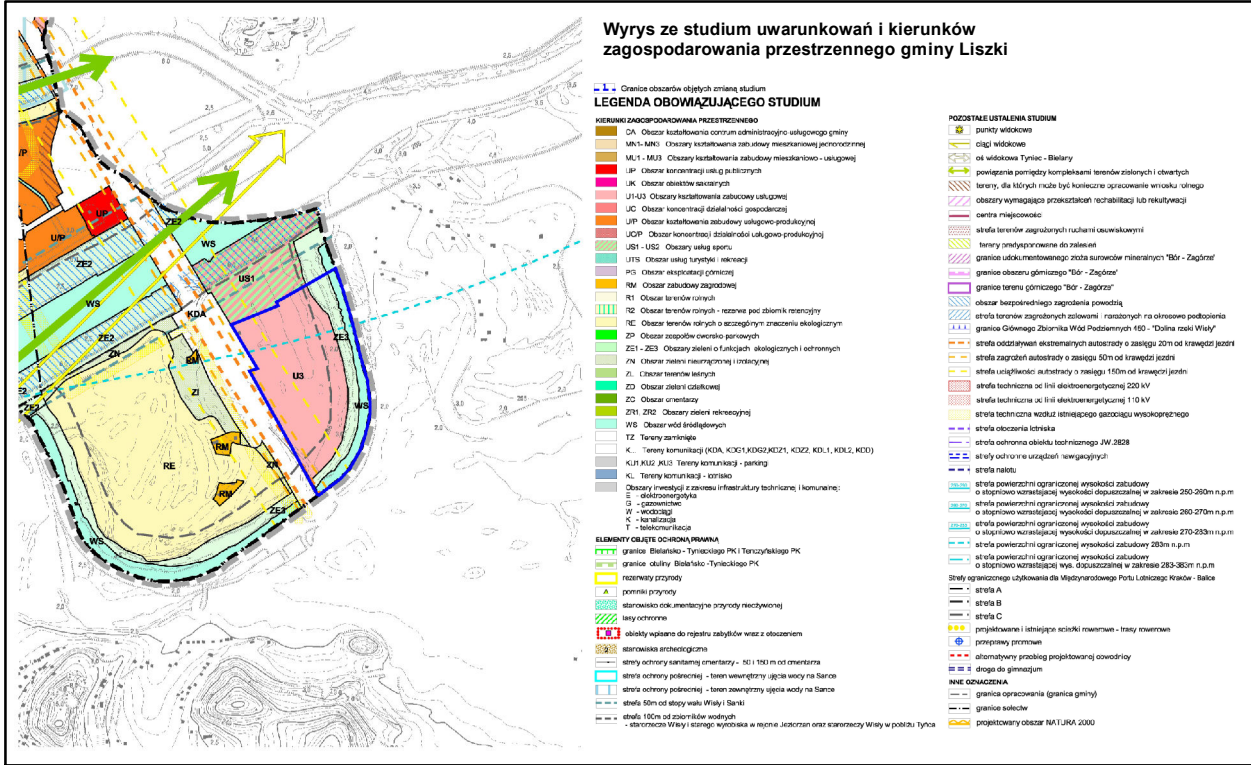 Wyrys ze studium uwarunkowań i kierunków
zagospodarowania przestrzennego gminy Liszki
1 Granice obszarów objętych zmianą studium
LEGENDA OBOWIĄZUJĄCEGO STUDIUM
KIERUNKI ZAGOSPODAROWANIA PRZESTRZENNEGO
CA Obszar kształtowania centrum administracyjno-usługowego gminy
MN1- MN3 Obszary kształtowania zabudowy mieszkaniowej jednorodzinnej
MU1 - MU3 Obszary kształtowania zabudowy mieszkaniowo - usługowej
UP Obszar koncentracji usług publicznych
UK Obszar obiektów sakralnych
U1-U3 Obszary kształtowania zabudowy usługowej
UC Obszar koncentracji działalności gospodarczej
U/P Obszar kształtowania zabudowy usługowo-produkcyjnej
UC/P Obszar koncentracji działalności usługowo-produkcyjnej
US1 - US2 Obszary usług sportu
UTS Obszar usług turystyki i rekreacji
PG Obszar eksploatacji górniczej
RM Obszar zabudowy zagrodowej
R1 Obszar terenów rolnych
R2 Obszar terenów rolnych - rezerwa pod zbiornik retencyjny
RE Obszar terenów rolnych o szczególnym znaczeniu ekologicznym
ZP Obszar zespołów dworsko-parkowych
ZE1 - ZE3 Obszary zieleni o funkcjach ekologicznych i ochronnych
ZN Obszar zieleni nieurządzonej i izolacyjnej
ZL Obszar terenów leśnych
ZD Obszar zieleni działkowej
ZC Obszar cmentarzy
ZR1, ZR2 Obszary zieleni rekreacyjnej
WS Obszar wód śródlądowych
TZ Tereny zamknięte
K... Tereny komunikacji (KDA, KDG1,KDG2,KDZ1, KDZ2, KDL1, KDL2, KDD)
KU1,KU2 ,KU3 Tereny komunikacji - parkingi
KL Tereny komunikacji - lotnisko
Obszary inwestycji z zakresu infrastruktury technicznej i komunalnej:
E - elektroenergetyka
G - gazownictwo
W - wodociągi
K - kanalizacja
T - telekomunikacja
ELEMENTY OBJĘTE OCHRONĄ PRAWNĄ
granice Bielańsko - Tynieckiego PK i Tenczyńskiego PK
granice otuliny Bielańsko -Tynieckiego PK
rezerwaty przyrody
pomniki przyrody
stanowisko dokumentacyjne przyrody nieożywionej
lasy ochronne
obiekty wpisane do rejestru zabytków wraz z otoczeniem
stanowiska archeologiczne
strefy ochrony sanitarnej cmentarzy - 50 i 150 m od cmentarza
strefa ochrony pośredniej - teren wewnętrzny ujęcia wody na Sance
strefa ochrony pośredniej - teren zewnętrzny ujęcia wody na Sance
strefa 50m od stopy wału Wisły i Sanki
strefa 100m od zbiorników wodnych
- starorzecze Wisły i starego wyrobiska w rejonie Jeziorzan oraz starorzeczy Wisły w pobliżu Tyńca
POZOSTAŁE USTALENIA STUDIUM
punkty widokowe
ciągi widokowe
oś widokowa Tyniec - Bielany
powiązania pomiędzy kompleksami terenów zielonych i otwartych
tereny, dla których może być konieczne opracowanie wniosku rolnego
obszary wymagające przekształceń rechabilitacji lub rekultywacji
centra miejscowości
strefa terenów zagrożonych ruchami osuwiskowymi
tereny predysponowane do zalesień
granice udokumentowanego złoża surowców mineralnych "Bór - Zagórze"
granice obszaru górniczego "Bór - Zagórze"
granice terenu górniczego "Bór - Zagórze"
obszar bezpośredniego zagrożenia powodzią
strefa terenów zagrożonych zalewami i narażonych na okresowe podtopienia
granice Głównego Zbiornika Wód Podziemnych 450 - "Dolina rzeki Wisły"
strefa oddziaływań ekstremalnych autostrady o zasięgu 20m od krawędzi jezdni
strefa zagrożeń autostrady o zasięgu 50m od krawędzi jezdni
strefa uciążliwości autostrady o zasięgu 150m od krawędzi jezdni
strefa techniczna od linii elektroenergetycznej 220 kV
strefa techniczna od linii elektroenergetycznej 110 kV
strefa techniczna wzdłuż istniejącego gazociągu wysokoprężnego
strefa otoczenia lotniska
strefa ochronna obiektu technicznego JW.2828
strefy ochronne urządzeń nawigacyjnych
strefa nalotu
strefa powierzchni ograniczonej wysokości zabudowy
o stopniowo wzrastającej wysokości dopuszczalnej w zakresie 250-260m n.p.m
strefa powierzchni ograniczonej wysokości zabudowy
o stopniowo wzrastającej wysokości dopuszczalnej w zakresie 260-270m n.p.m
strefa powierzchni ograniczonej wysokości zabudowy
o stopniowo wzrastającej wysokości dopuszczalnej w zakresie 270-283m n.p.m
strefa powierzchni ograniczonej wysokości zabudowy 283m n.p.m
strefa powierzchni ograniczonej wysokości zabudowy
o stopniowo wzrastającej wys. dopuszczalnej w zakresie 283-383m n.p.m
Strefy ograniczonego użytkowania dla Międzynarodowego Portu Lotniczego Kraków - Balice
strefa A
strefa B
strefa C
projektowane i istniejące ścieżki rowerowe - trasy rowerowe
przeprawy promowe
alternatywny przebieg projektowanej obwodnicy
droga do gimnazjum
INNE OZNACZENIA
granica opracowania (granica gminy)
granice sołectw
projektowany obszar NATURA 2000
U/P
UP
ZE2
WS
U/P
US1
ZE2
WS
KDA
ZE2
ZN
RM
ZE3
ZI
U3
WS
ZE2
RM
RE
ZN
RM
ZE3
WS